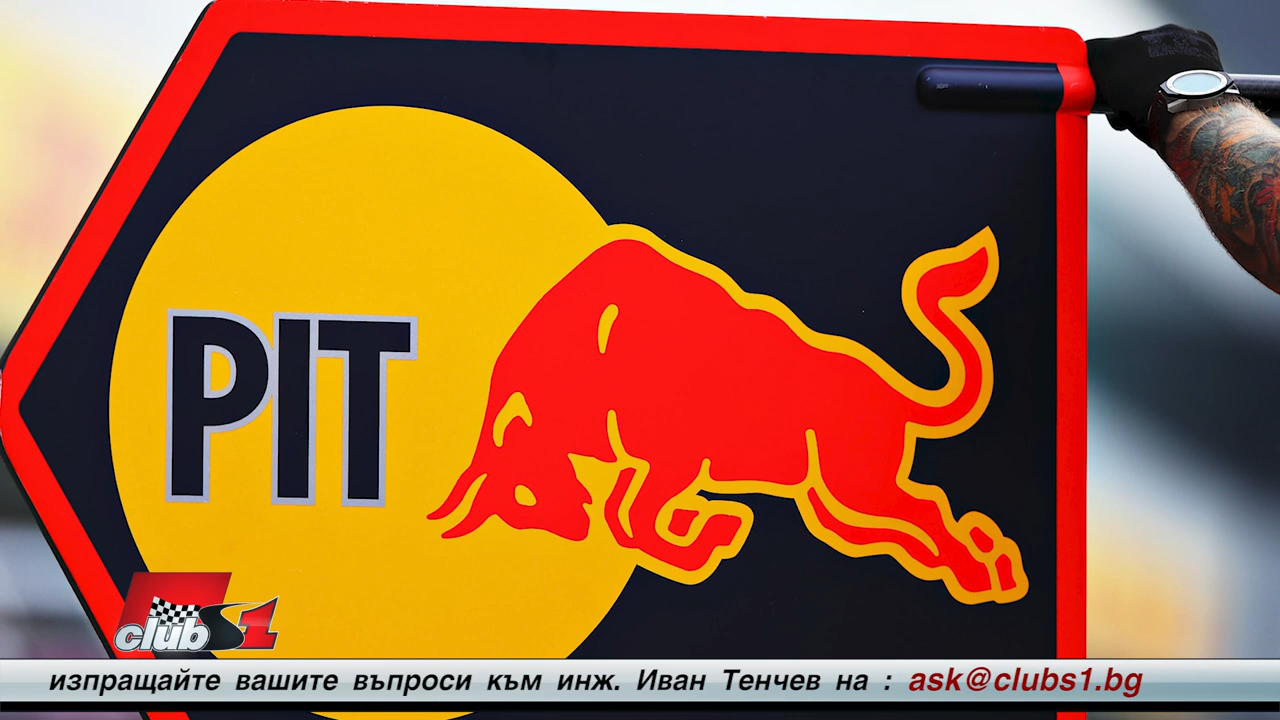 PIT
club S1
изпращайте вашите въпроси към инж. Иван Тенчев на : ask@clubs1.bg